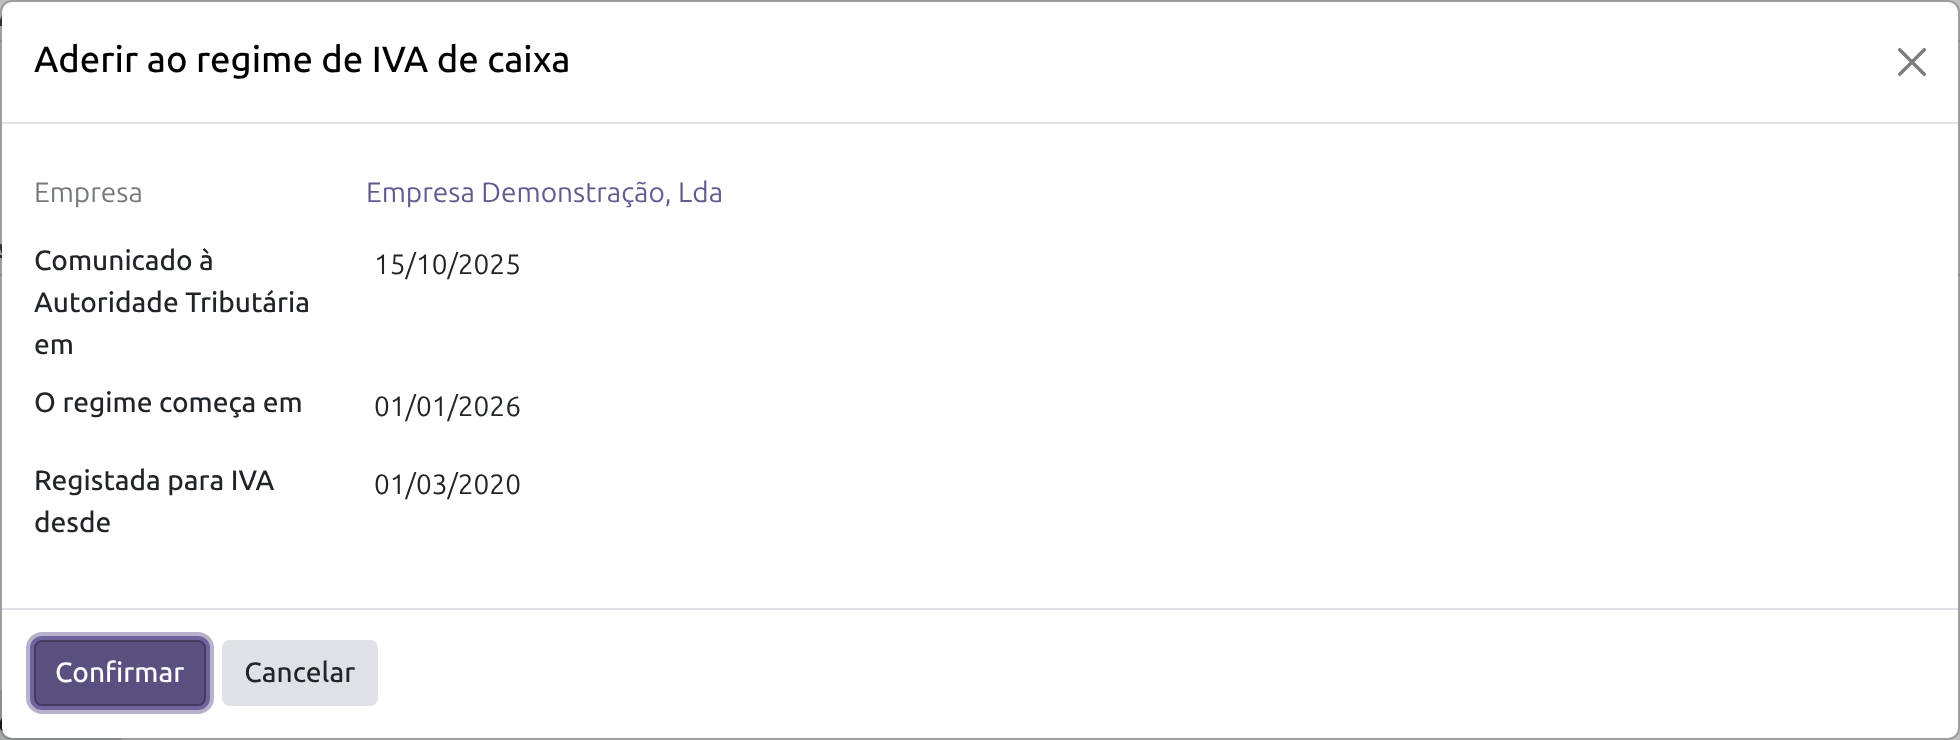 Aderir ao regime de IVA de caixa
Empresa Empresa Demonstração, Lda
Comunicado à 15/10/2025
Autoridade Tributária
em
O regime começa em 01/01/2026
Registada para IVA 01/03/2020
desde
Confirmar Cancelar